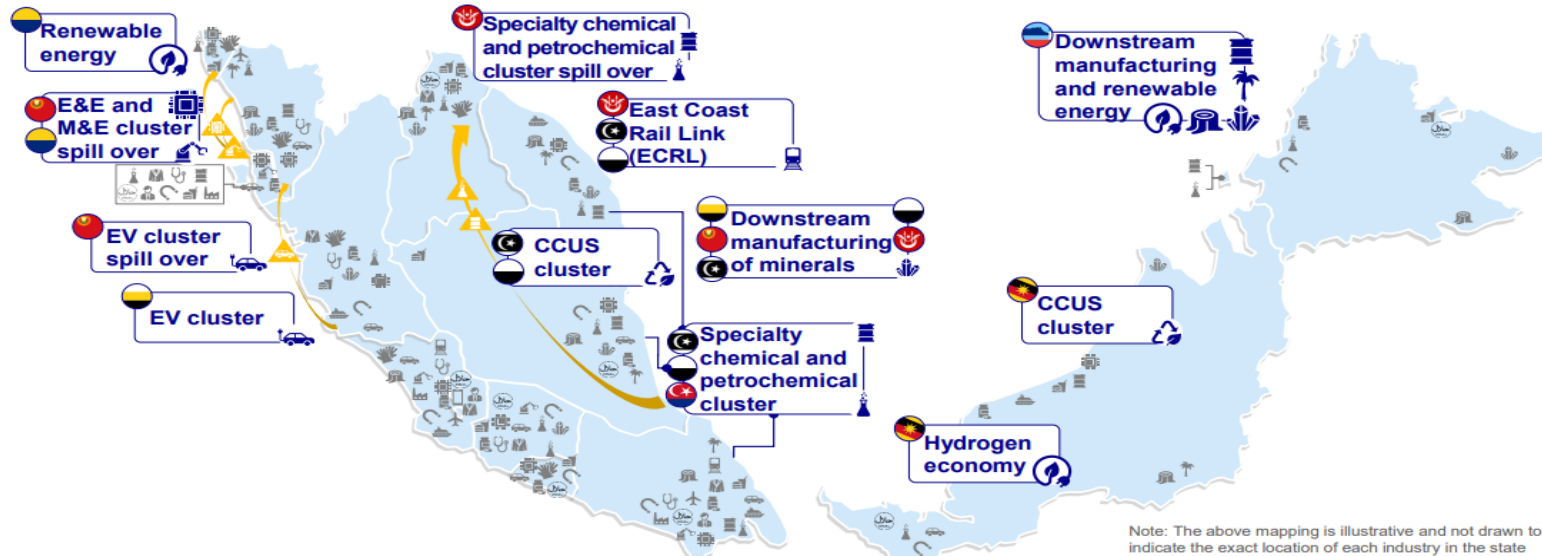 Renewable
energy
E&E and
M&E cluster
spill over
EV cluster
spill over
EV cluster
Specialty chemical
and petrochemical
cluster spill over
East Coast
Rail Link
(ECRL)
CCUS
cluster
Downstream
manufacturing
of minerals
Specialty
chemical and
petrochemical
cluster
Downstream
manufacturing
and renewable
energy
CCUS
cluster
Hydrogen
economy
Note: The above mapping is illustrative and not drawn to
indicate the exact location of each industry in the state